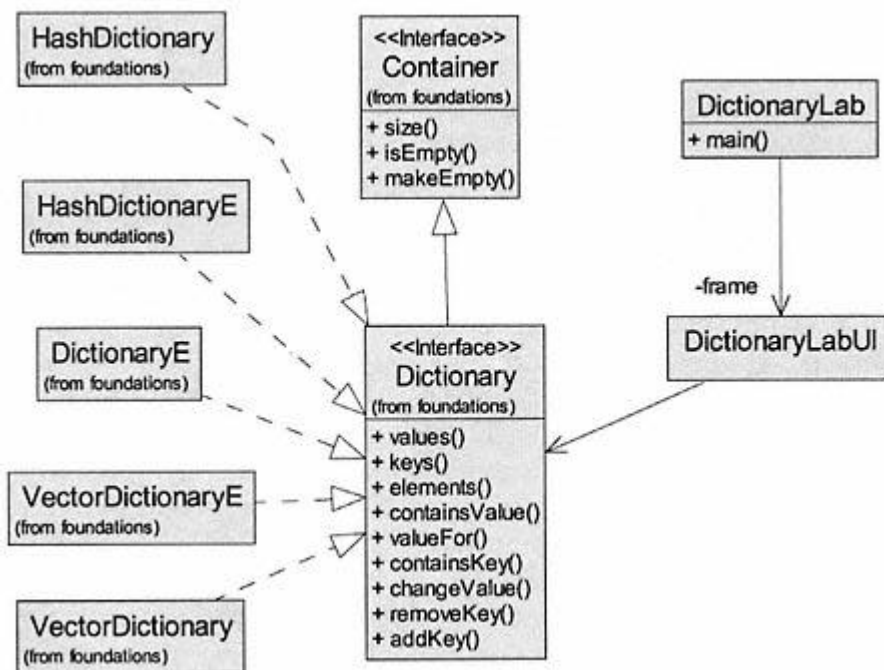 HashDictionary
(from foundations)
HashDictionaryE
(from foundations)
DictionaryE
(from foundations)
VectorDictionaryE
(from foundations)
VectorDictionary
(from foundations)
<<Interface>>
Container
(from foundations)
+ size()
+ isEmpty()
+ makeEmpty()
<<Interface>>
Dictionary
(from foundations)
+ values()
+ keys()
+ elements()
+ containsValue()
+ valueFor()
+ containsKey()
+ changeValue()
+ removeKey()
+ addKey()
DictionaryLab
+ main()
-frame
DictionaryLabUI